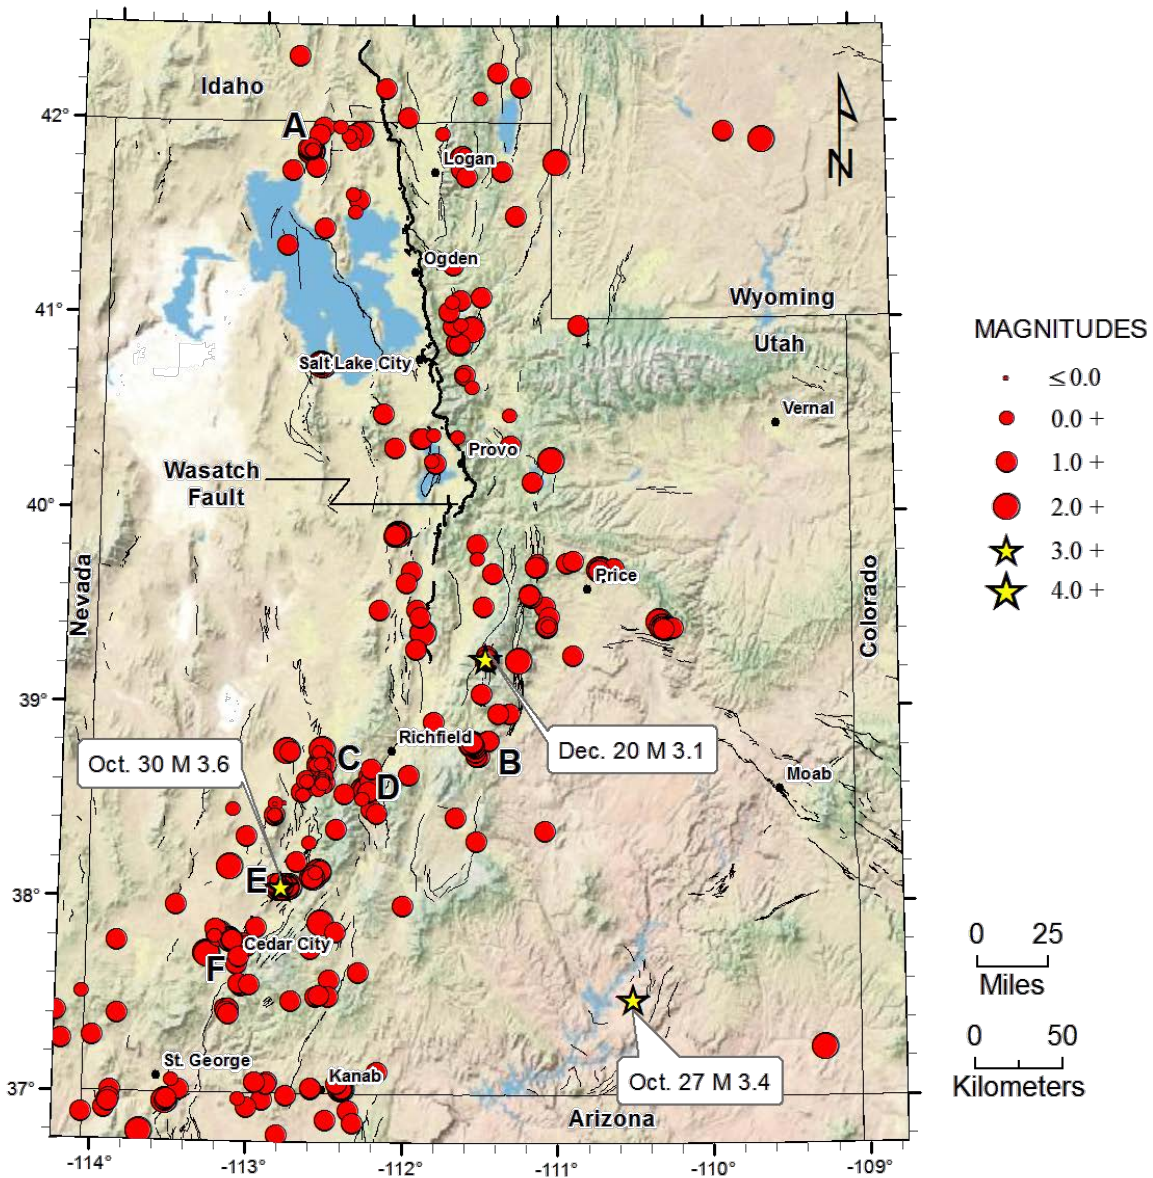 Idaho
42°
A
N
Logan
Ogden
41°
Wyoming
Utah
MAGNITUDES
Salt Lake City
≤ 0.0
Vernal
0.0 +
Wasatch
Fault
Provo
1.0 +
40°
2.0 +
3.0 +
Nevada
Price
4.0 +
Colorado
39°
Richfield
Oct. 30 M 3.6
C
B
Dec. 20 M 3.1
D
Moab
38°
E
Cedar City
F
0 25
Miles
St. George
0 50
Kilometers
37°
Kanab
Oct. 27 M 3.4
Arizona
-114° -113° -112° -111° -110° -109°